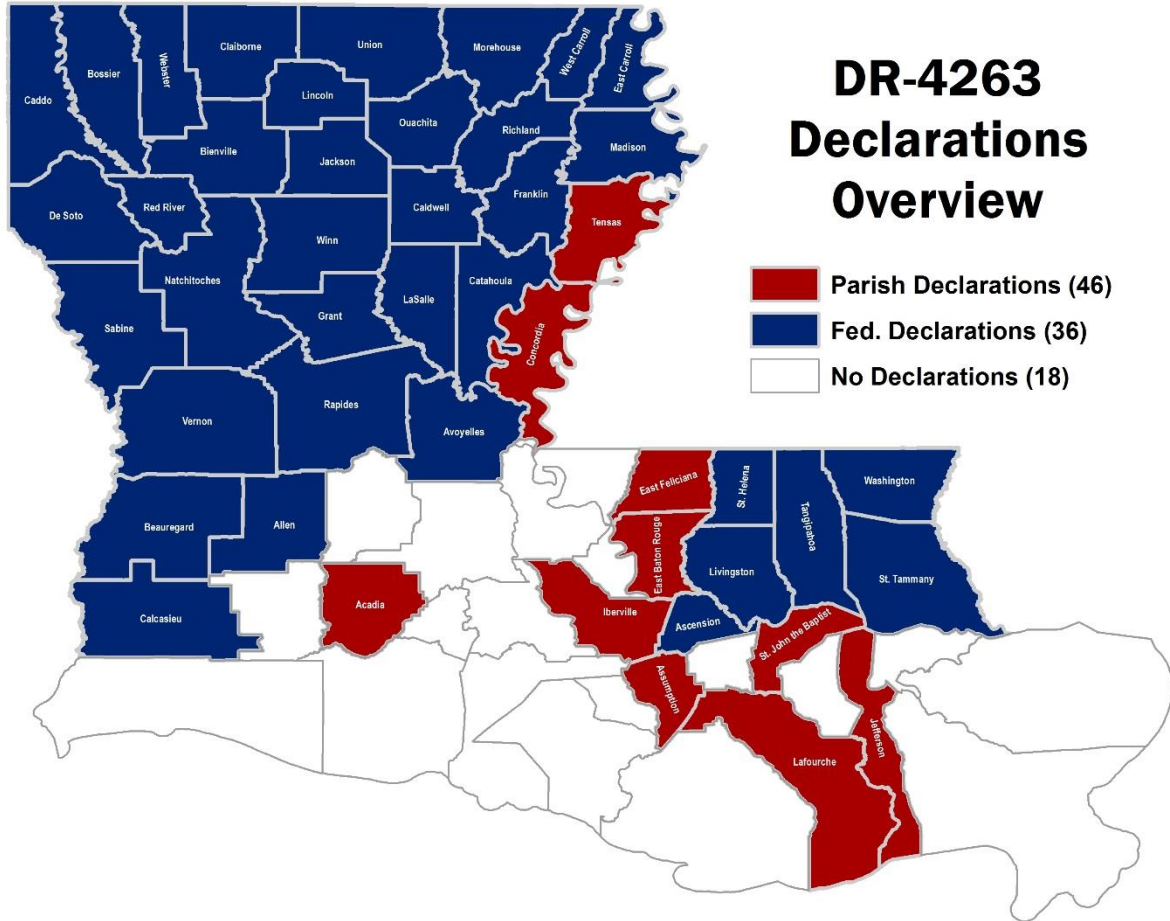 DR-4263
Declarations
Overview
Parish Declarations (46)
Fed. Declarations (36)
No Declarations (18)
Caddo
Bossier
Webster
Claiborne
Union
Morehouse
West Carroll
East Carroll
Lincoln
Ouachita
Richland
Madison
Bienville
Jackson
Franklin
De Soto
Red River
Caldwell
Tensas
Winn
Natchitoches
LaSalle
Catahoula
Sabine
Grant
Concordia
Vernon
Rapides
Avoyelles
East Feliciana
St. Helena
Tangipahoa
Washington
Beauregard
Allen
East Baton Rouge
Livingston
St. Tammany
Calcasieu
Acadia
Iberville
Ascension
St. John the Baptist
Assumption
Jefferson
Lafourche